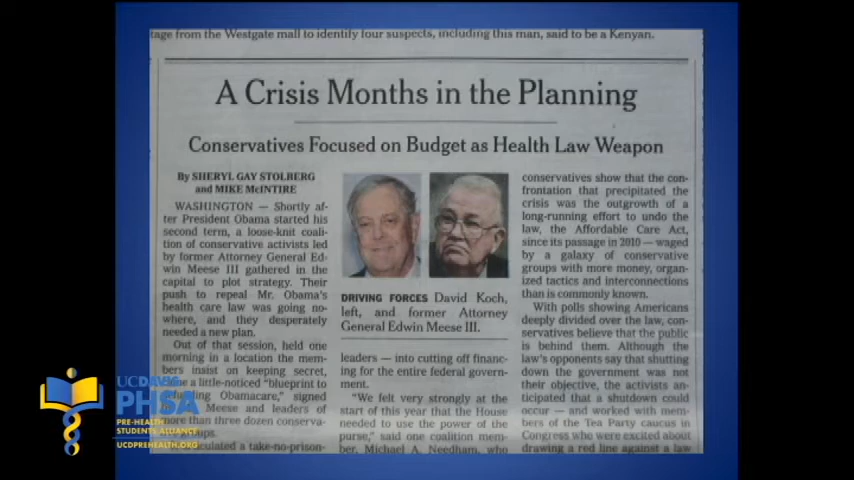 tage from the Westgate mall to identify four suspects, including this man, said to be a Kenyan.
A Crisis Months in the Planning
Conservatives Focused on Budget as Health Law Weapon
By SHERYL GAY STOLBERG
and MIKE McINTIRE
WASHINGTON — Shortly af-
ter President Obama started his
second term, a loose-knit coali-
tion of conservative activists led
by former Attorney General Ed-
win Meese III gathered in the
capital to plot strategy. Their
push to repeal Mr. Obama's
health care law was going no-
where, and they desperately
needed a new plan.
Out of that session, held one
morning in a location the mem-
bers insist on keeping secret,
a little-noticed "blueprint to
Obamacare," signed
Meese and leaders of
more than three dozen conserva-
groups.
a take-no-prison-
DRIVING FORCES David Koch,
left, and former Attorney
General Edwin Meese III.
leaders — into cutting off financ-
ing for the entire federal govern-
ment.
"We felt very strongly at the
start of this year that the House
needed to use the power of the
purse," said one coalition mem-
ber, Michael A. Needham, who
conservatives show that the con-
frontation that precipitated the
crisis was the outgrowth of a
long-running effort to undo the
law, the Affordable Care Act,
since its passage in 2010 — waged
by a galaxy of conservative
groups with more money, organ-
ized tactics and interconnections
than is commonly known.
With polls showing Americans
deeply divided over the law, con-
servatives believe that the public
is behind them. Although the
law's opponents say that shutting
down the government was not
their objective, the activists an-
ticipated that a shutdown could
occur — and worked with mem-
bers of the Tea Party caucus in
Congress who were excited about
drawing a red line against a law
UCDAVIS
PHSA
PRE-HEALTH
STUDENTS ALLIANCE
UCDPREHEALTH.ORG